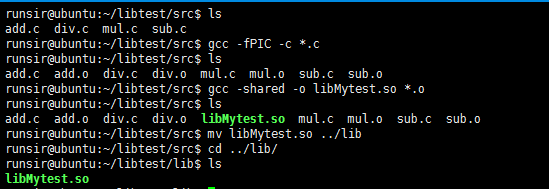 runsir@ubuntu:~/libtest/src$ ls
add.c  div.c  mul.c  sub.c
runsir@ubuntu:~/libtest/src$ gcc -fPIC -c *.c
runsir@ubuntu:~/libtest/src$ ls
add.c  add.o  div.c  div.o  mul.c  mul.o  sub.c  sub.o
runsir@ubuntu:~/libtest/src$ gcc -shared -o libMytest.so *.o
runsir@ubuntu:~/libtest/src$ ls
add.c  add.o  div.c  div.o  libMytest.so  mul.c  mul.o  sub.c  sub.o
runsir@ubuntu:~/libtest/src$ mv libMytest.so ../lib
runsir@ubuntu:~/libtest/src$ cd ../lib/
runsir@ubuntu:~/libtest/lib$ ls
libMytest.so